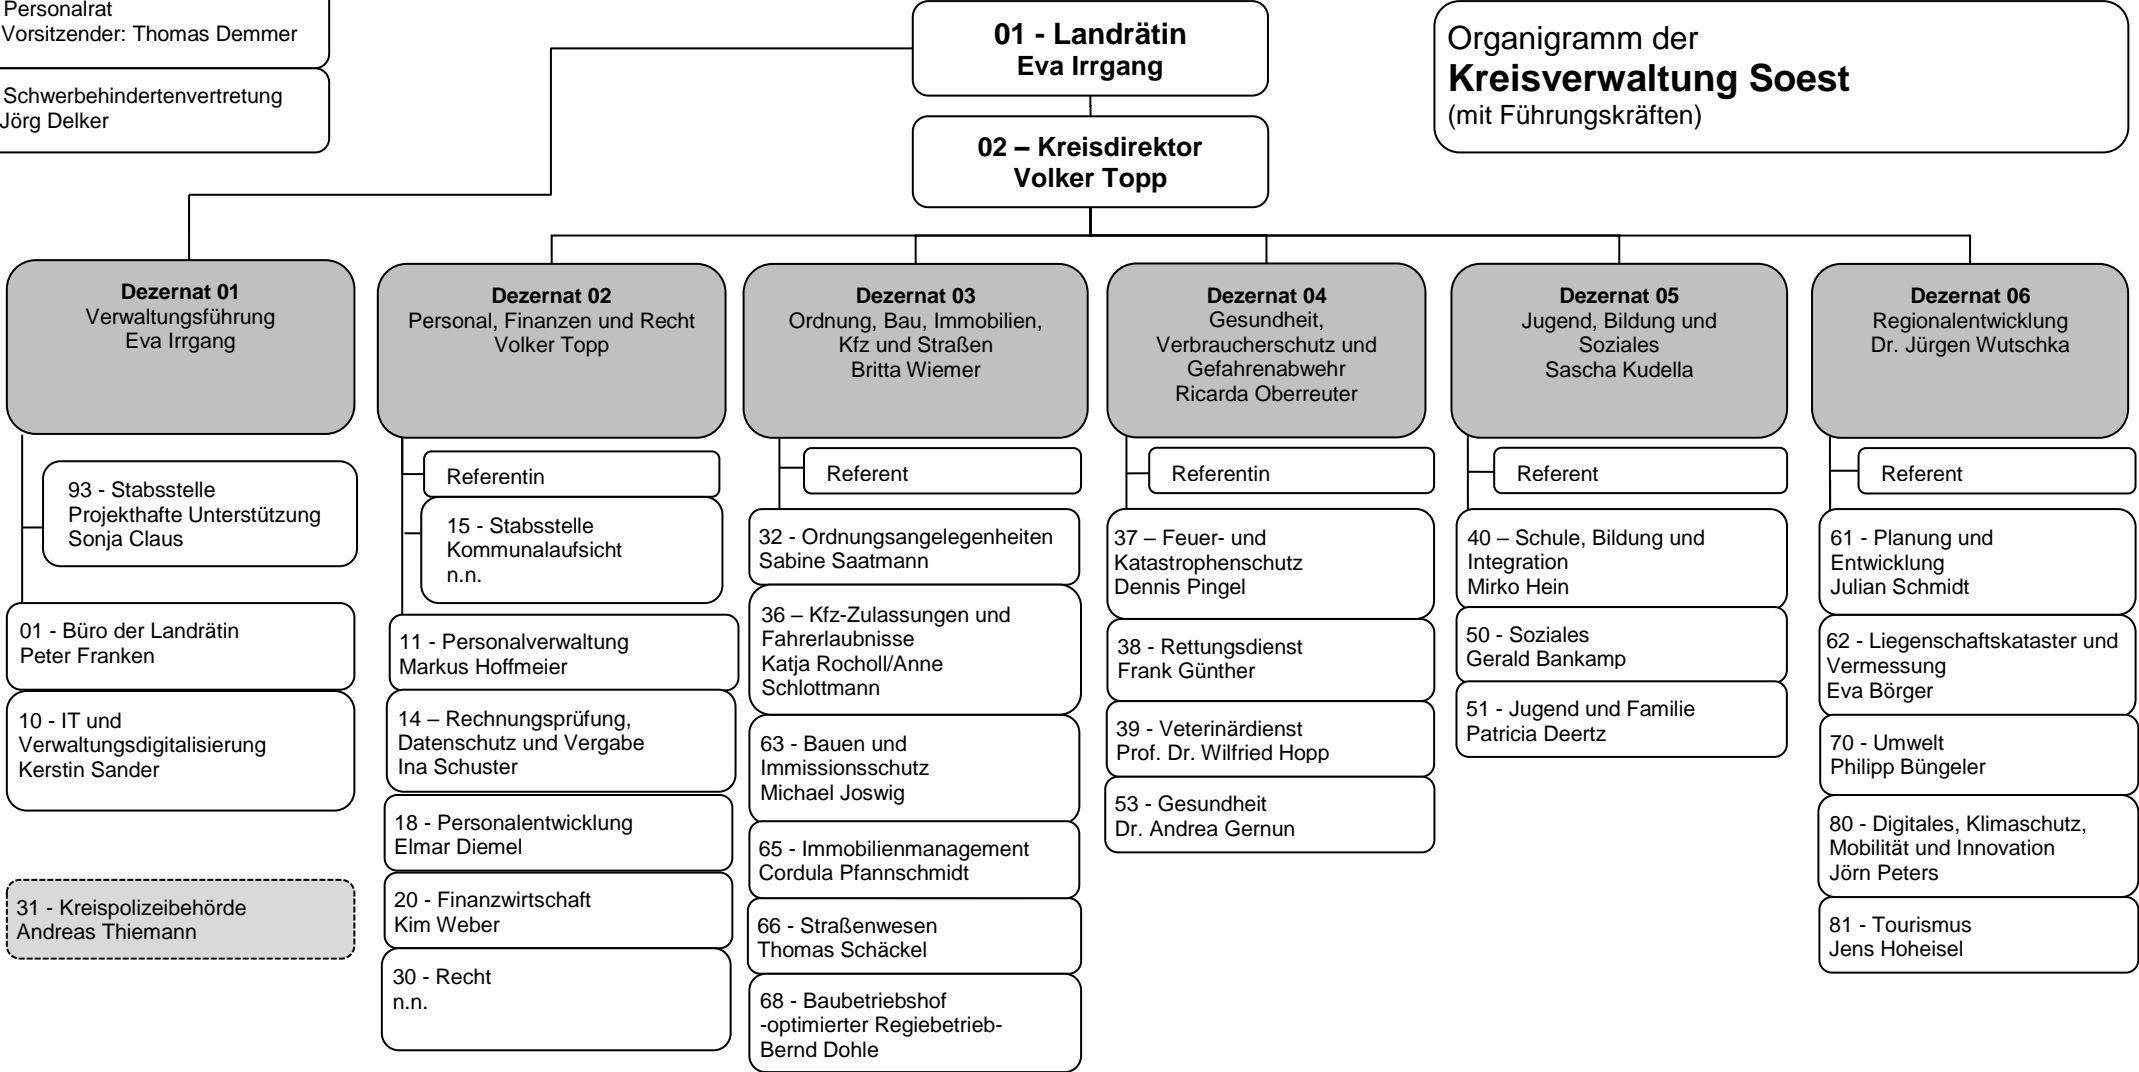 Personalrat
Vorsitzender: Thomas Demmer
Schwerbehindertenvertretung
Jörg Delker
01 - Landrätin
Eva Irrgang
02 – Kreisdirektor
Volker Topp
Organigramm der
Kreisverwaltung Soest
(mit Führungskräften)
Dezernat 01
Verwaltungsführung
Eva Irrgang
93 - Stabsstelle
Projekthafte Unterstützung
Sonja Claus
01 - Büro der Landrätin
Peter Franken
10 - IT und
Verwaltungsdigitalisierung
Kerstin Sander
31 - Kreispolizeibehörde
Andreas Thiemann
Dezernat 02
Personal, Finanzen und Recht
Volker Topp
Referentin
15 - Stabsstelle
Kommunalaufsicht
n.n.
11 - Personalverwaltung
Markus Hoffmeier
14 – Rechnungsprüfung,
Datenschutz und Vergabe
Ina Schuster
18 - Personalentwicklung
Elmar Diemel
20 - Finanzwirtschaft
Kim Weber
30 - Recht
n.n.
Dezernat 03
Ordnung, Bau, Immobilien,
Kfz und Straßen
Britta Wiemer
Referent
32 - Ordnungsangelegenheiten
Sabine Saatmann
36 – Kfz-Zulassungen und
Fahrerlaubnisse
Katja Rocholl/Anne
Schlottmann
63 - Bauen und
Immissionsschutz
Michael Joswig
65 - Immobilienmanagement
Cordula Pfannschmidt
66 - Straßenwesen
Thomas Schäckel
68 - Baubetriebshof
-optimierter Regiebetrieb-
Bernd Dohle
Dezernat 04
Gesundheit,
Verbraucherschutz und
Gefahrenabwehr
Ricarda Oberreuter
Referentin
37 – Feuer- und
Katastrophenschutz
Dennis Pingel
38 - Rettungsdienst
Frank Günther
39 - Veterinärdienst
Prof. Dr. Wilfried Hopp
53 - Gesundheit
Dr. Andrea Gernun
Dezernat 05
Jugend, Bildung und
Soziales
Sascha Kudella
Referent
40 – Schule, Bildung und
Integration
Mirko Hein
50 - Soziales
Gerald Bankamp
51 - Jugend und Familie
Patricia Deertz
Dezernat 06
Regionalentwicklung
Dr. Jürgen Wutschka
Referent
61 - Planung und
Entwicklung
Julian Schmidt
62 - Liegenschaftskataster und
Vermessung
Eva Börger
70 - Umwelt
Philipp Büngeler
80 - Digitales, Klimaschutz,
Mobilität und Innovation
Jörn Peters
81 - Tourismus
Jens Hoheisel